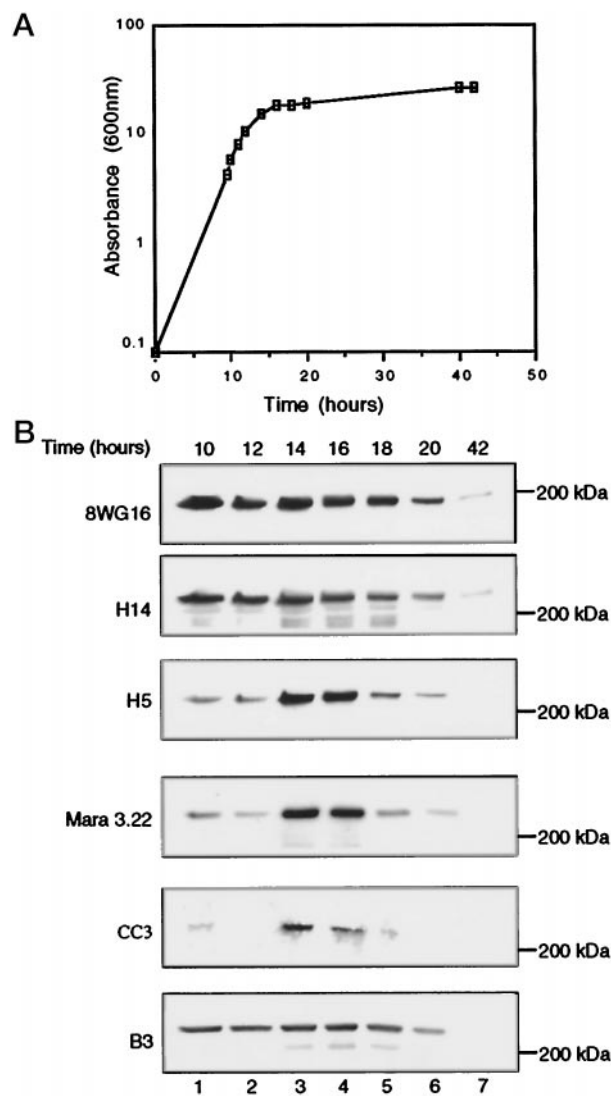 A
100
10
1
0.1
Absorbance (600nm)
0 10 20 30 40 50
Time (hours)
B
Time (hours) 10 12 14 16 18 20 42
8WG16 200 kDa
H14 200 kDa
H5 200 kDa
Mara 3.22 200 kDa
CC3 200 kDa
B3 200 kDa
1 2 3 4 5 6 7